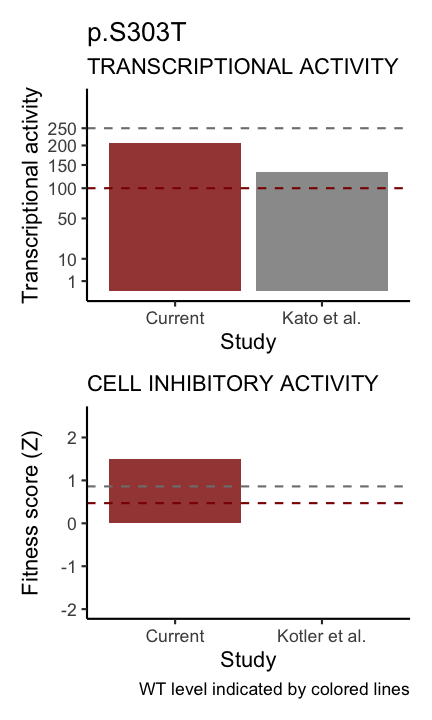 p.S303T
TRANSCRIPTIONAL ACTIVITY
Transcriptional activity
250
200
150
100
50
10
1
Current
Kato et al.
Study
CELL INHIBITORY ACTIVITY
Fitness score (Z)
2
1
0
-1
-2
Current
Kotler et al.
Study
WT level indicated by colored lines